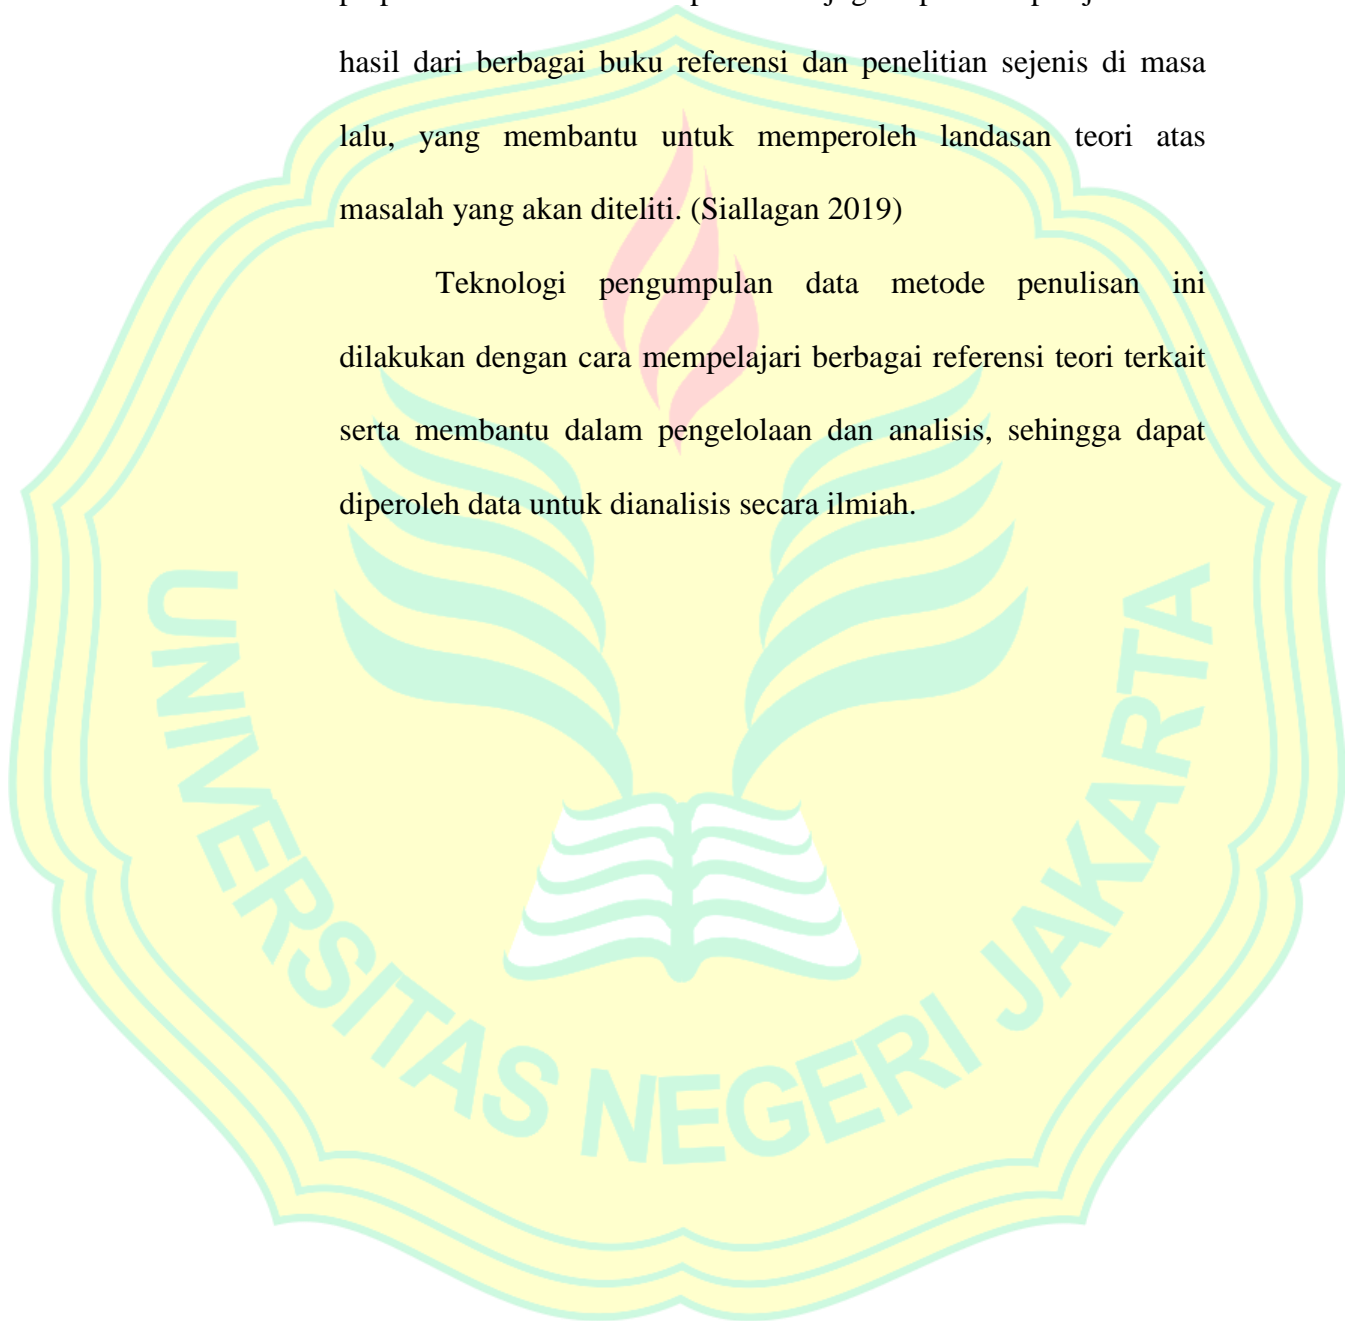 hasil dari berbagai buku referensi dan penelitian sejenis di masa
lalu, yang membantu untuk memperoleh landasan teori atas
masalah yang akan diteliti. (Siallagan 2019)
Teknologi pengumpulan data metode penulisan ini
dilakukan dengan cara mempelajari berbagai referensi teori terkait
serta membantu dalam pengelolaan dan analisis, sehingga dapat
diperoleh data untuk dianalisis secara ilmiah.
UNIVERSITAS NEGERI JAKARTA